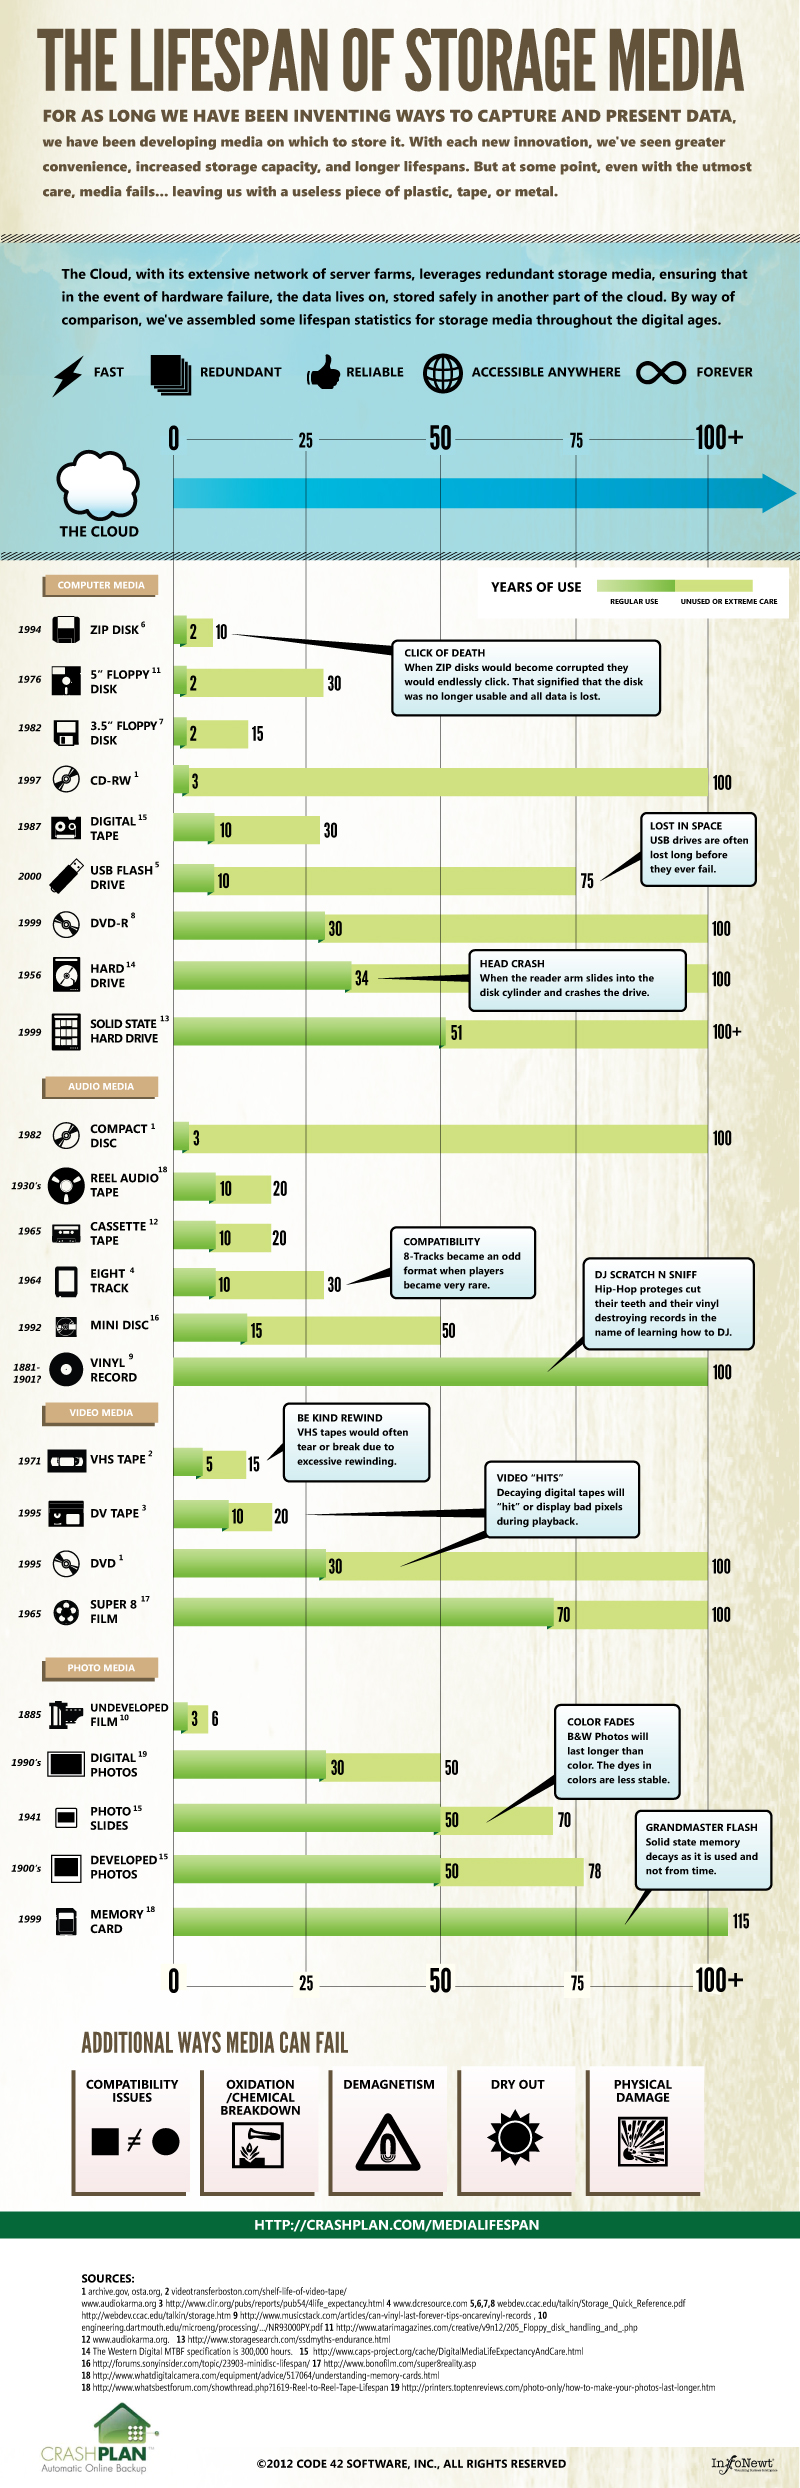 THE LIFESPAN OF STORAGE MEDIA
FOR AS LONG WE HAVE BEEN INVENTING WAYS TO CAPTURE AND PRESENT DATA,
we have been developing media on which to store it. With each new innovation, we've seen greater
convenience, increased storage capacity, and longer lifespans. But at some point, even with the utmost
care, media fails... leaving us with a useless piece of plastic, tape, or metal.
The Cloud, with its extensive network of server farms, leverages redundant storage media, ensuring that
in the event of hardware failure, the data lives on, stored safely in another part of the cloud. By way of
comparison, we've assembled some lifespan statistics for storage media throughout the digital ages.
FAST REDUNDANT RELIABLE ACCESSIBLE ANYWHERE FOREVER
0 25 50 75 100+
THE CLOUD
COMPUTER MEDIA
YEARS OF USE
REGULAR USE UNUSED OR EXTREME CARE
1994 ZIP DISK 6 2 10
CLICK OF DEATH
When ZIP disks would become corrupted they
would endlessly click. That signified that the disk
was no longer usable and all data is lost.
1976 5" FLOPPY 11
DISK 2 30
1982 3.5" FLOPPY 7
DISK 2 15
1997 CD-RW 1 3 100
1987 DIGITAL 15
TAPE 10 30
LOST IN SPACE
USB drives are often
lost long before
they ever fail.
2000 USB FLASH 5
DRIVE 10 75
1999 DVD-R 8 30 100
1956 HARD 14
DRIVE 34 100
HEAD CRASH
When the reader arm slides into the
disk cylinder and crashes the drive.
1999 SOLID STATE 13
HARD DRIVE 51 100+
AUDIO MEDIA
1982 COMPACT 1
DISC 3 100
1930's REEL AUDIO 18
TAPE 10 20
1965 CASSETTE 12
TAPE 10 20
COMPATIBILITY
8-Tracks became an odd
format when players
became very rare.
1964 EIGHT 4
TRACK 10 30
DJ SCRATCH N SNIFF
Hip-Hop proteges cut
their teeth and their vinyl
destroying records in the
name of learning how to DJ.
1992 MINI DISC 16 15 50
1881-
1901? VINYL 9
RECORD 100
VIDEO MEDIA
BE KIND REWIND
VHS tapes would often
tear or break due to
excessive rewinding.
1971 VHS TAPE 2 5 15
VIDEO "HITS"
Decaying digital tapes will
"hit" or display bad pixels
during playback.
1995 DV TAPE 3 10 20
1995 DVD 1 30 100
1965 SUPER 8 17
FILM 70 100
PHOTO MEDIA
1885 UNDEVELOPED
FILM 10 3 6
COLOR FADES
B&W Photos will
last longer than
color. The dyes in
colors are less stable.
1990's DIGITAL 19
PHOTOS 30 50
1941 PHOTO 15
SLIDES 50 70
GRANDMASTER FLASH
Solid state memory
decays as it is used and
not from time.
1900's DEVELOPED 15
PHOTOS 50 78
1999 MEMORY 18
CARD 115
0 25 50 75 100+
ADDITIONAL WAYS MEDIA CAN FAIL
COMPATIBILITY
ISSUES
≠
OXIDATION
/CHEMICAL
BREAKDOWN
DEMAGNETISM
DRY OUT
PHYSICAL
DAMAGE
HTTP://CRASHPLAN.COM/MEDIALIFESPAN
SOURCES:
1 archive.gov, osta.org, 2 videotransferboston.com/shelf-life-of-video-tape/
www.audiokarma.org 3 http://www.clir.org/pubs/reports/pub54/4life_expectancy.html 4 www.dcresource.com 5,6,7,8 webdev.ccac.edu/talkin/Storage_Quick_Reference.pdf
http://webdev.ccac.edu/talkin/storage.htm 9 http://www.musicstack.com/articles/can-vinyl-last-forever-tips-oncarevinyl-records , 10
engineering.dartmouth.edu/microeng/processing/.../NR93000PY.pdf 11 http://www.atarimagazines.com/creative/v9n12/205_Floppy_disk_handling_and_.php
12 www.audiokarma.org. 13 http://www.storagesearch.com/ssdmyths-endurance.html
14 The Western Digital MTBF specification is 300,000 hours. 15 http://www.caps-project.org/cache/DigitalMediaLifeExpectancyAndCare.html
16 http://forums.sonyinsider.com/topic/23903-minidisc-lifespan/ 17 http://www.bonofilm.com/super8reality.asp
18 http://www.whatdigitalcamera.com/equipment/advice/517064/understanding-memory-cards.html
18 http://www.whatsbestforum.com/showthread.php?1619-Reel-to-Reel-Tape-Lifespan 19 http://printers.toptenreviews.com/photo-only/how-to-make-your-photos-last-longer.htm
CRASHPLAN
Automatic Online Backup
©2012 CODE 42 SOFTWARE, INC., ALL RIGHTS RESERVED
InfoNewt